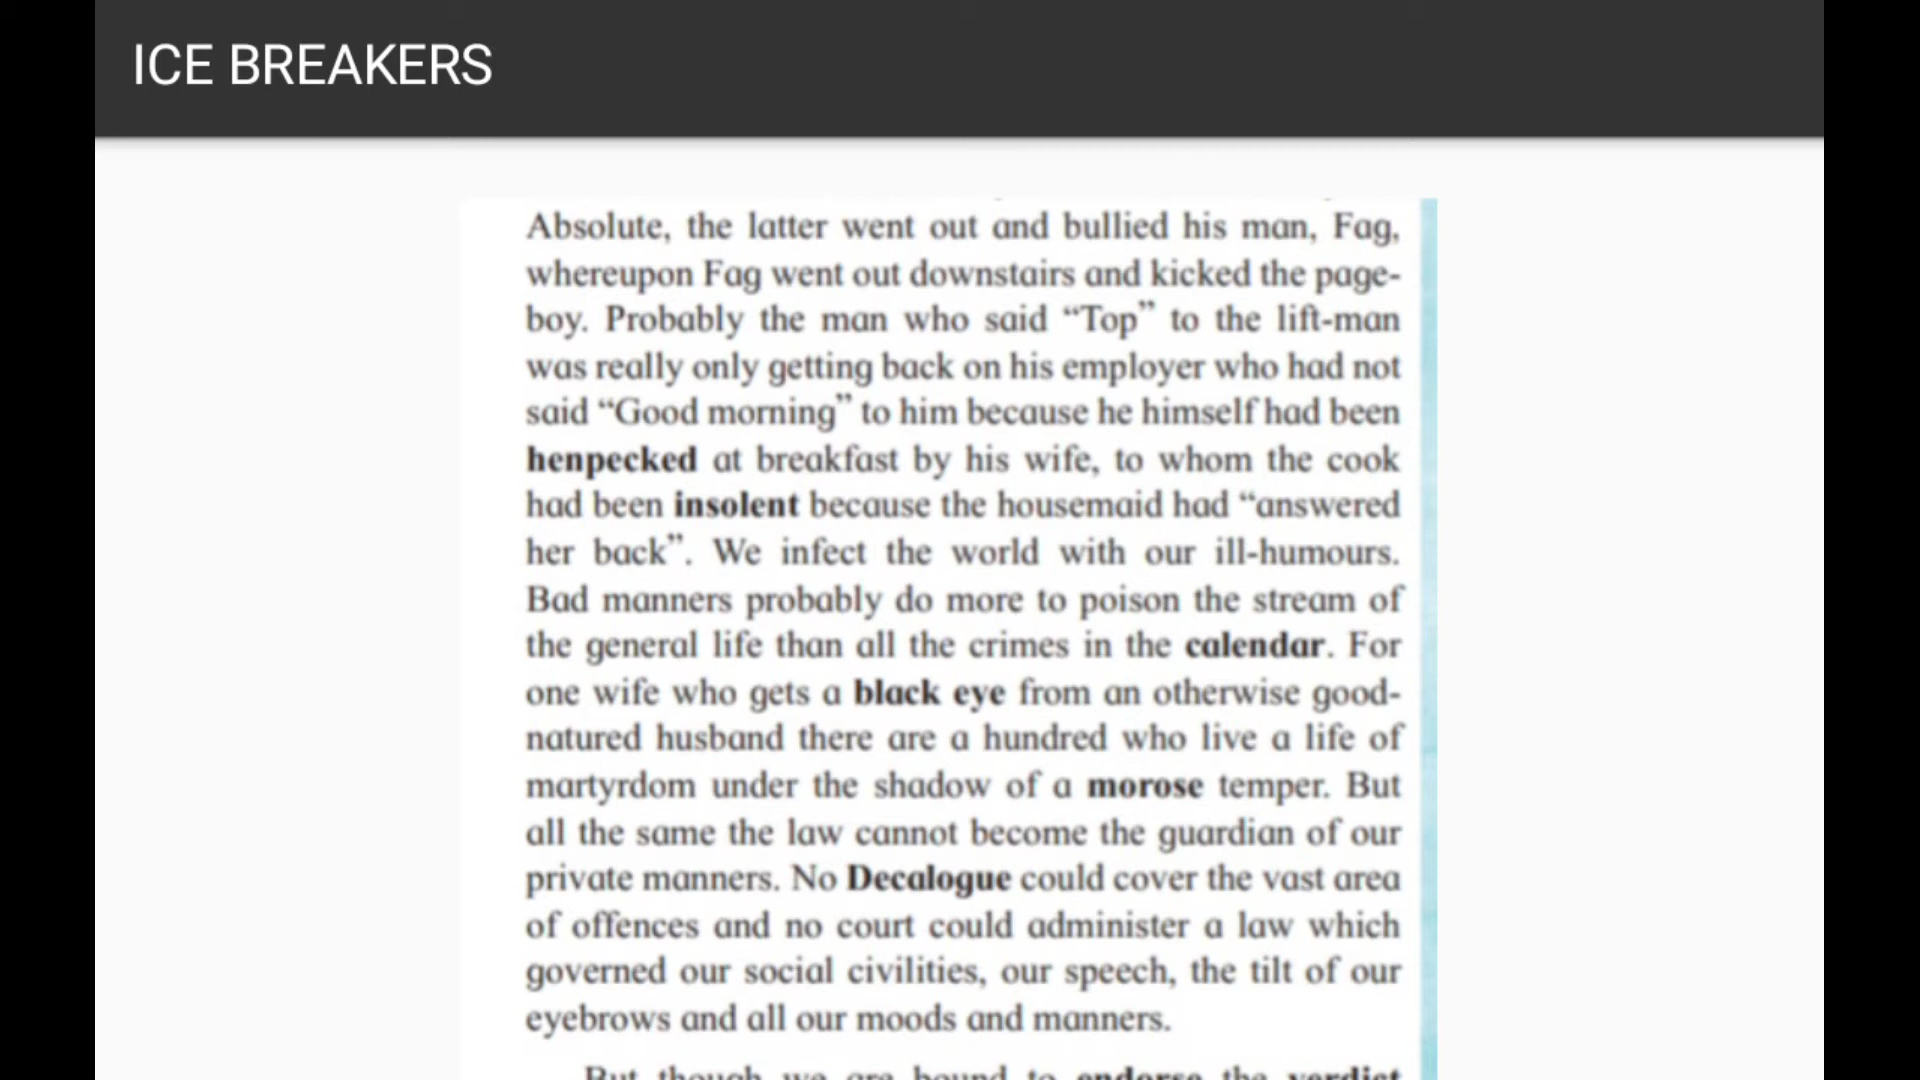 ICE BREAKERS
Absolute, the latter went out and bullied his man, Fag,
whereupon Fag went out downstairs and kicked the page-
boy. Probably the man who said “Top” to the lift-man
was really only getting back on his employer who had not
said “Good morning” to him because he himself had been
henpecked at breakfast by his wife, to whom the cook
had been insolent because the housemaid had “answered
her back”. We infect the world with our ill-humours.
Bad manners probably do more to poison the stream of
the general life than all the crimes in the calendar. For
one wife who gets a black eye from an otherwise good-
natured husband there are a hundred who live a life of
martyrdom under the shadow of a morose temper. But
all the same the law cannot become the guardian of our
private manners. No Decalogue could cover the vast area
of offences and no court could administer a law which
governed our social civilities, our speech, the tilt of our
eyebrows and all our moods and manners.
But though we are bound to endorse the verdict